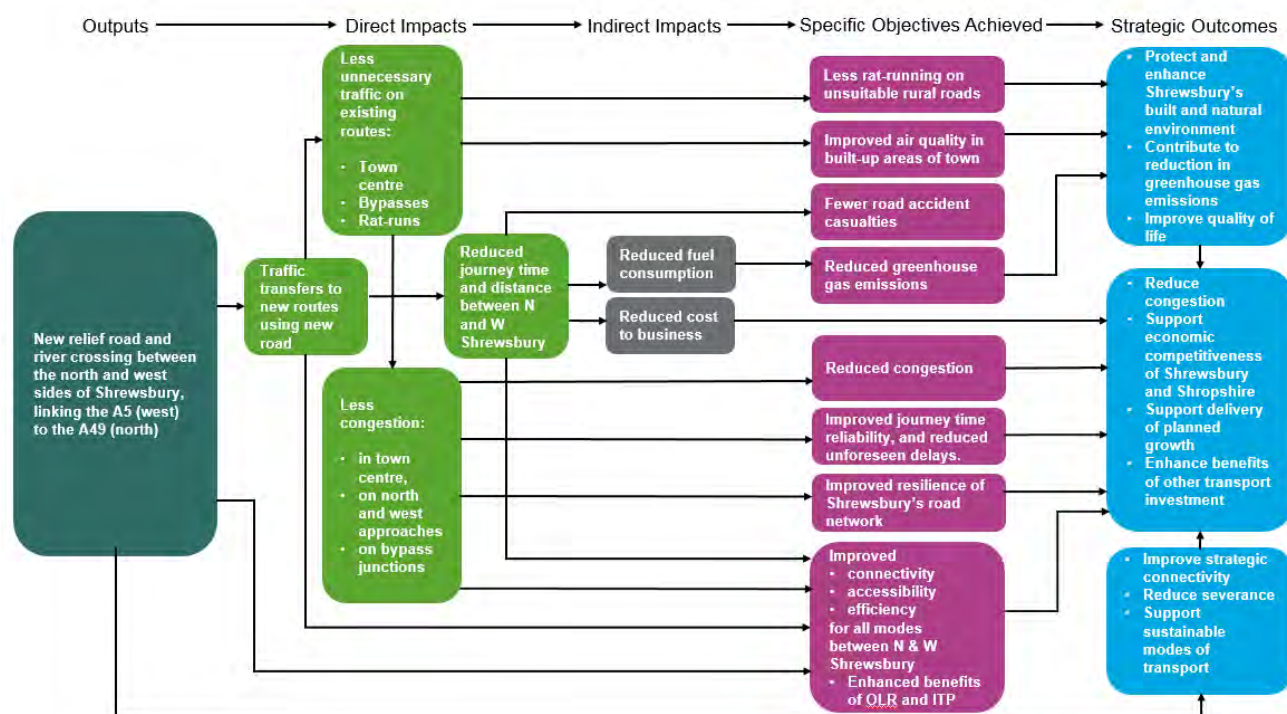 Outputs
Direct Impacts
Indirect Impacts
Specific Objectives Achieved
Strategic Outcomes
New relief road and
river crossing between
the north and west
sides of Shrewsbury,
linking the A5 (west)
to the A49 (north)
Traffic
transfers to
new routes
using new
road
Less
unnecessary
traffic on
existing
routes:
• Town
centre
• Bypasses
• Rat-runs
Less
congestion:
• in town
centre,
• on north
and west
approaches
• on bypass
junctions
Reduced
journey time
and distance
between N
and W
Shrewsbury
Reduced fuel
consumption
Reduced cost
to business
Less rat-running on
unsuitable rural roads
Improved air quality in
built-up areas of town
Fewer road accident
casualties
Reduced greenhouse
gas emissions
Reduced congestion
Improved journey time
reliability, and reduced
unforeseen delays.
Improved resilience of
Shrewsbury's road
network
Improved
• connectivity
• accessibility
• efficiency
for all modes
between N & W
Shrewsbury
• Enhanced benefits
of OLR and ITP
• Protect and
enhance
Shrewsbury's
built and natural
environment
• Contribute to
reduction in
greenhouse gas
emissions
• Improve quality of
life
• Reduce
congestion
• Support
economic
competitiveness
of Shrewsbury
and Shropshire
• Support delivery
of planned
growth
• Enhance benefits
of other transport
investment
• Improve strategic
connectivity
• Reduce severance
• Support
sustainable
modes of
transport